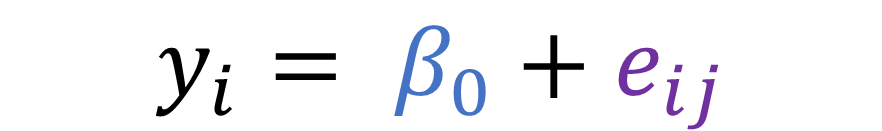 yᵢ = β₀ + eᵢⱼ